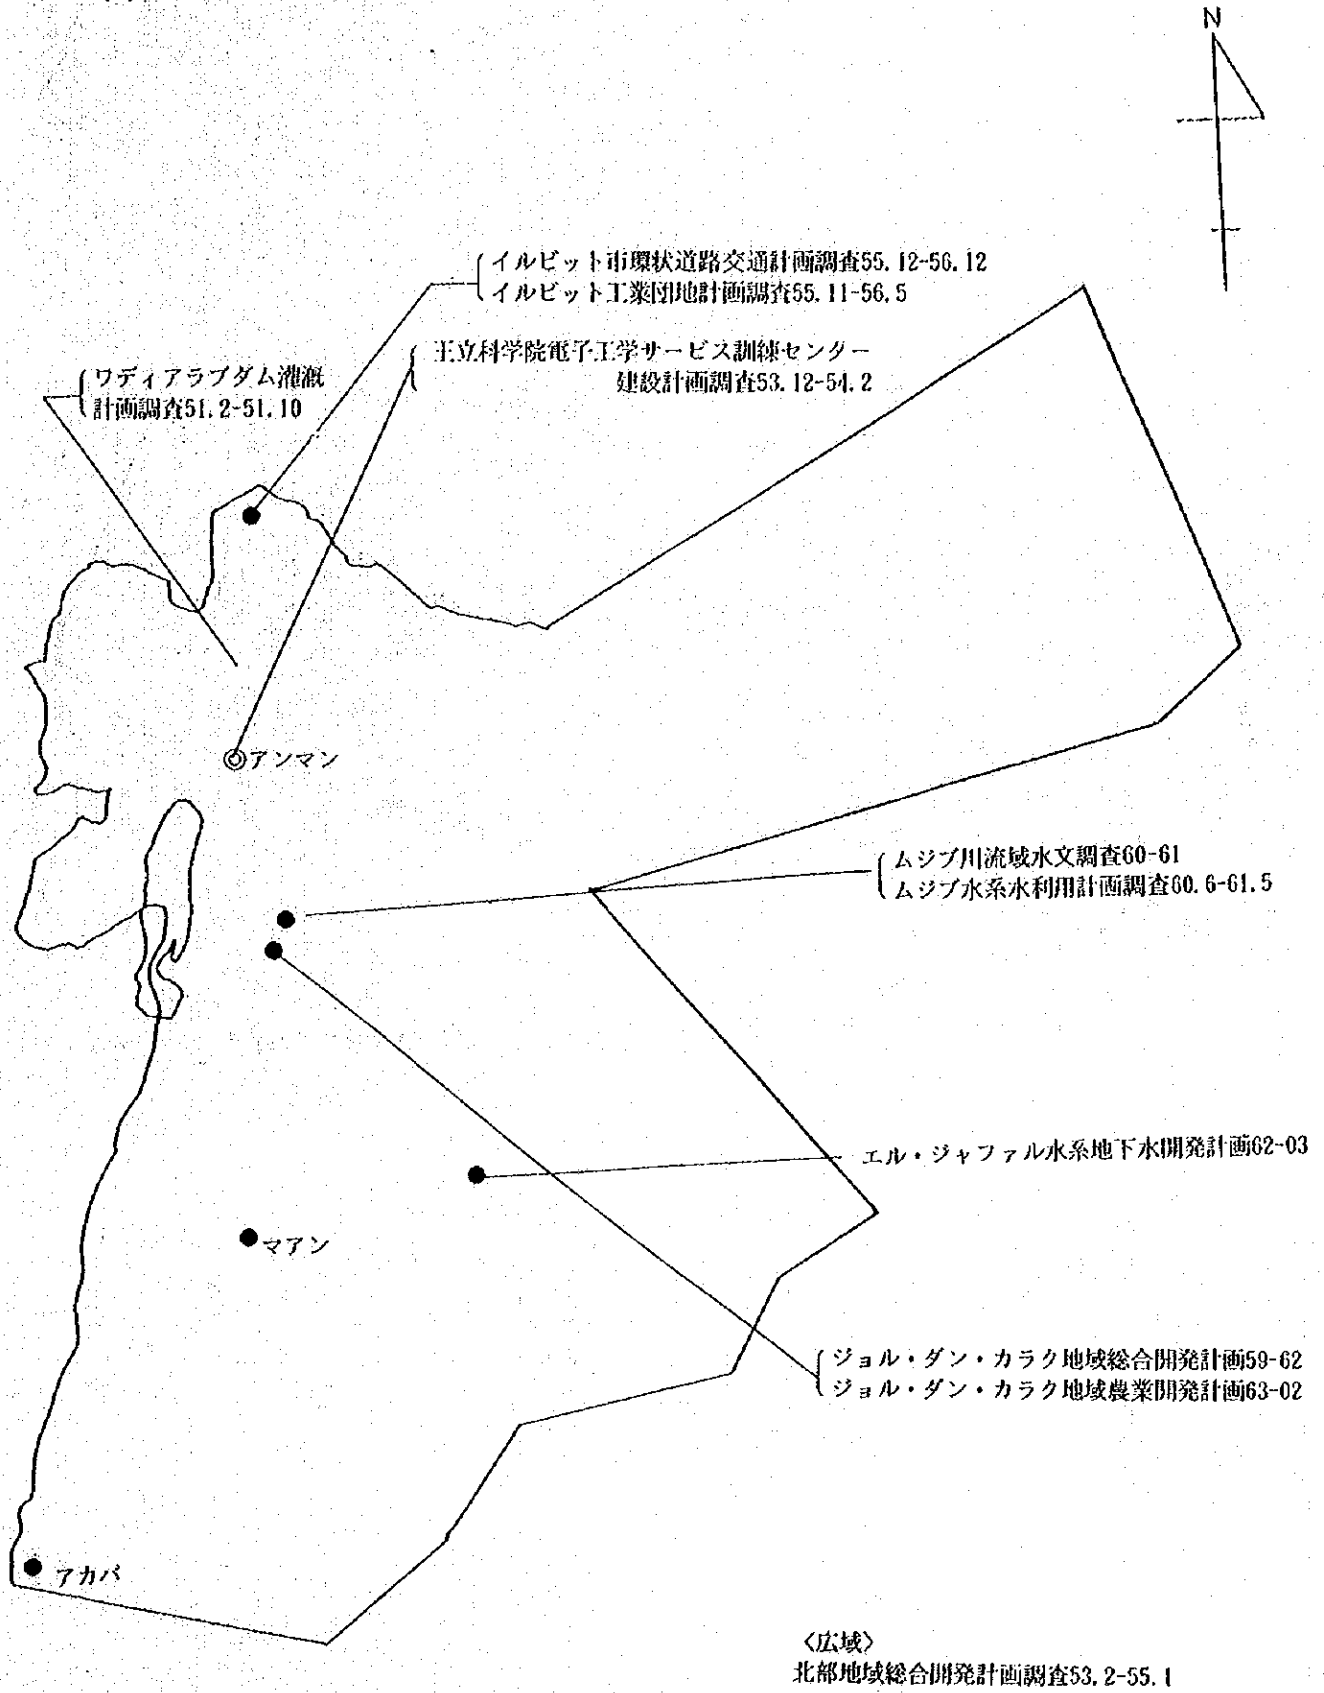 N
イルビット市環状道路交通計画調査55.12-56.12
イルビット工業団地計画調査55.11-56.5
王立科学院電子工学サービス訓練センター
建設計画調査53.12-54.2
ワディアラブダム灌漑
計画調査51.2-51.10
アンマン
ムジブ川流域水文調査60-61
ムジブ水系水利用計画調査60.6-61.5
エル・ジャファル水系地下水開発計画62-03
マアン
ジョル・ダン・カラク地域総合開発計画59-62
ジョル・ダン・カラク地域農業開発計画63-02
アカバ
〈広域〉
北部地域総合開発計画調査53.2-55.1